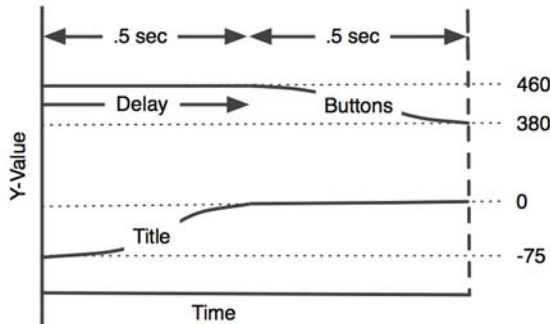 .5 sec .5 sec
460
Delay Buttons
380
Y-Value
0
Title
-75
Time